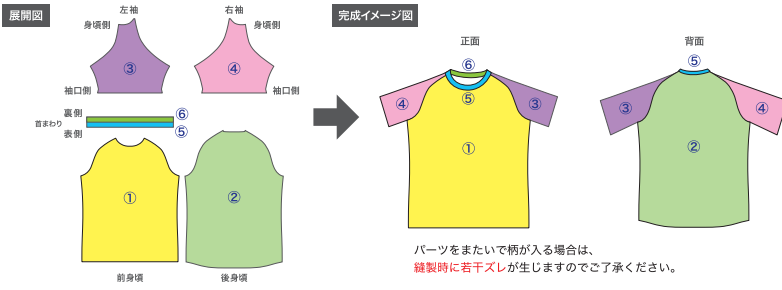 展開図
左袖
右袖
身頃側
身頃側
③
④
袖口側
袖口側
裏側
⑥
首まわり
表側
⑤
①
②
前身頃
後身頃
完成イメージ図
正面
背面
⑥
⑤
④
⑤
③
③
④
①
②
パーツをまたいで柄が入る場合は、
縫製時に若干ズレが生じますのでご了承ください。